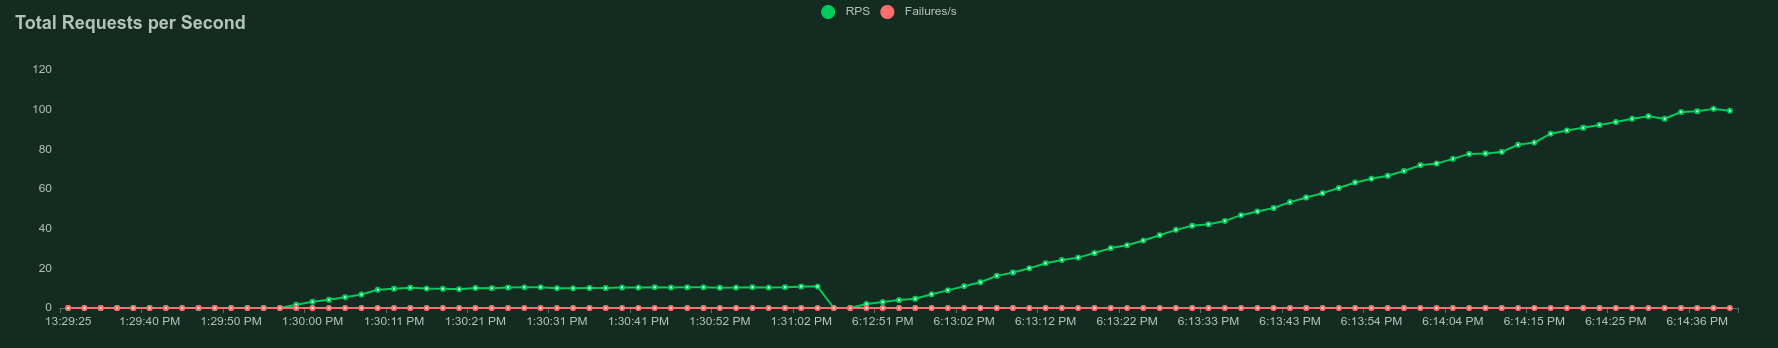 Total Requests per Second
RPS Failures/s
120
100
80
60
40
20
0
13:29:25 1:29:40 PM 1:29:50 PM 1:30:00 PM 1:30:11 PM 1:30:21 PM 1:30:31 PM 1:30:41 PM 1:30:52 PM 1:31:02 PM 6:12:51 PM 6:13:02 PM 6:13:12 PM 6:13:22 PM 6:13:33 PM 6:13:43 PM 6:13:54 PM 6:14:04 PM 6:14:15 PM 6:14:25 PM 6:14:36 PM